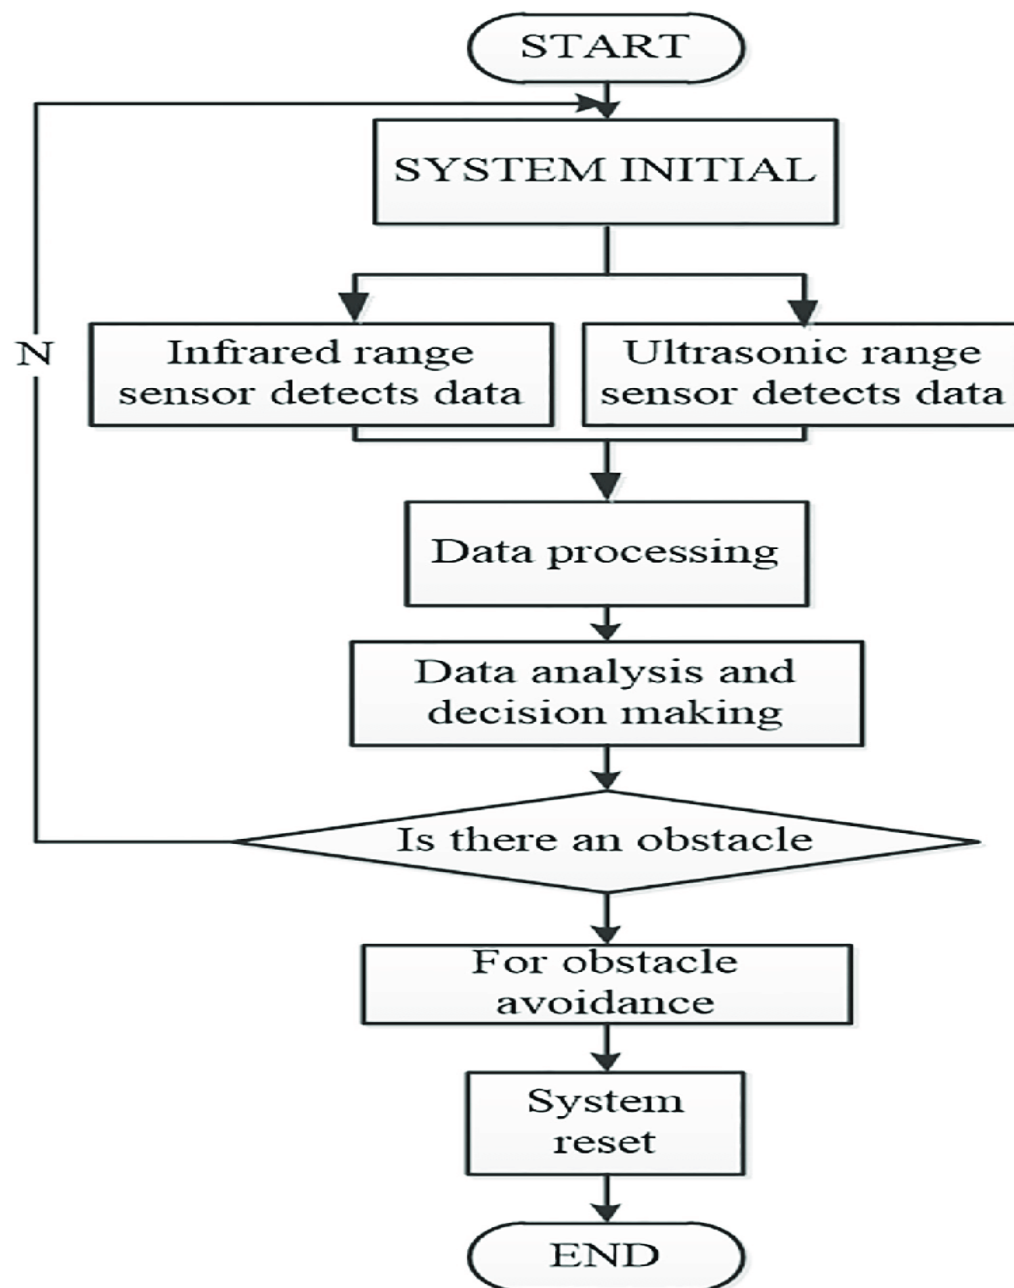 START
SYSTEM INITIAL
N
Infrared range
sensor detects data
Ultrasonic range
sensor detects data
Data processing
Data analysis and
decision making
Is there an obstacle
For obstacle
avoidance
System
reset
END